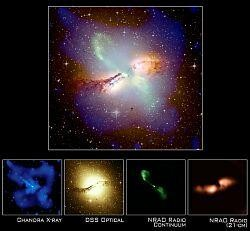 CHANDRA X-RAY
DSS OPTICAL
NRAO RADIO
CONTINUUM
NRAO RADIO
(21-CM)